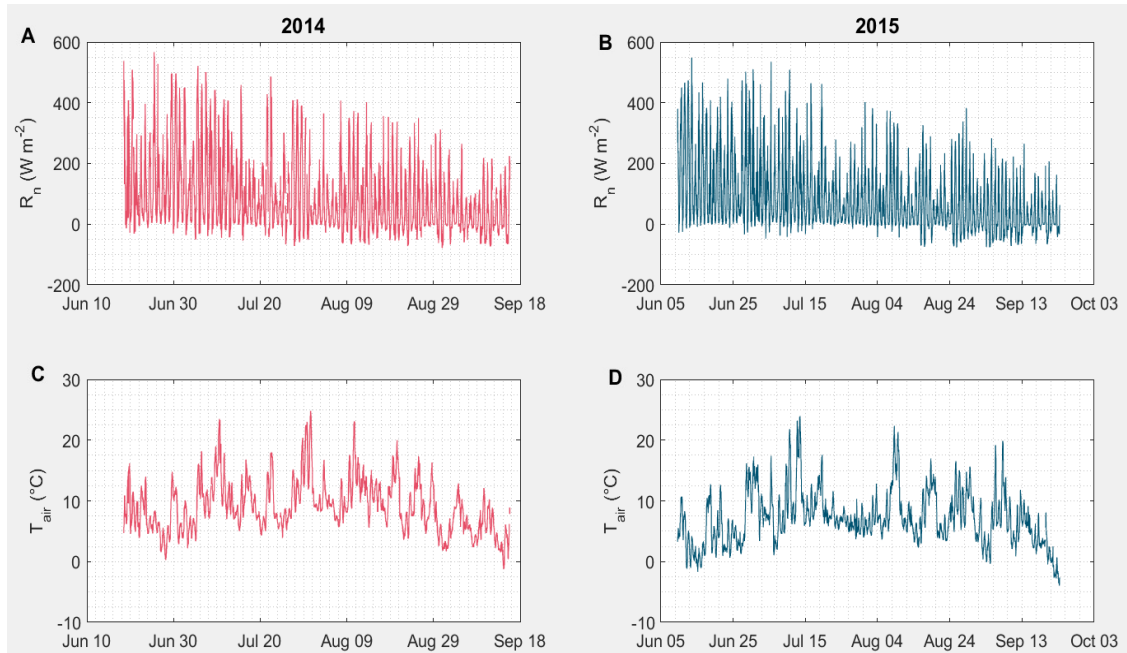 A
2014
600
400
200
0
-200
R_n (W m^-2)
Jun 10 Jun 30 Jul 20 Aug 09 Aug 29 Sep 18
B
2015
600
400
200
0
-200
R_n (W m^-2)
Jun 05 Jun 25 Jul 15 Aug 04 Aug 24 Sep 13 Oct 03
C
30
20
10
0
-10
T_air (°C)
Jun 10 Jun 30 Jul 20 Aug 09 Aug 29 Sep 18
D
30
20
10
0
-10
T_air (°C)
Jun 05 Jun 25 Jul 15 Aug 04 Aug 24 Sep 13 Oct 03